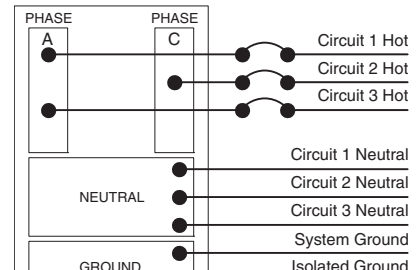 PHASE PHASE
A C
Circuit 1 Hot
Circuit 2 Hot
Circuit 3 Hot
Circuit 1 Neutral
NEUTRAL
Circuit 2 Neutral
Circuit 3 Neutral
System Ground
GROUND
Isolated Ground